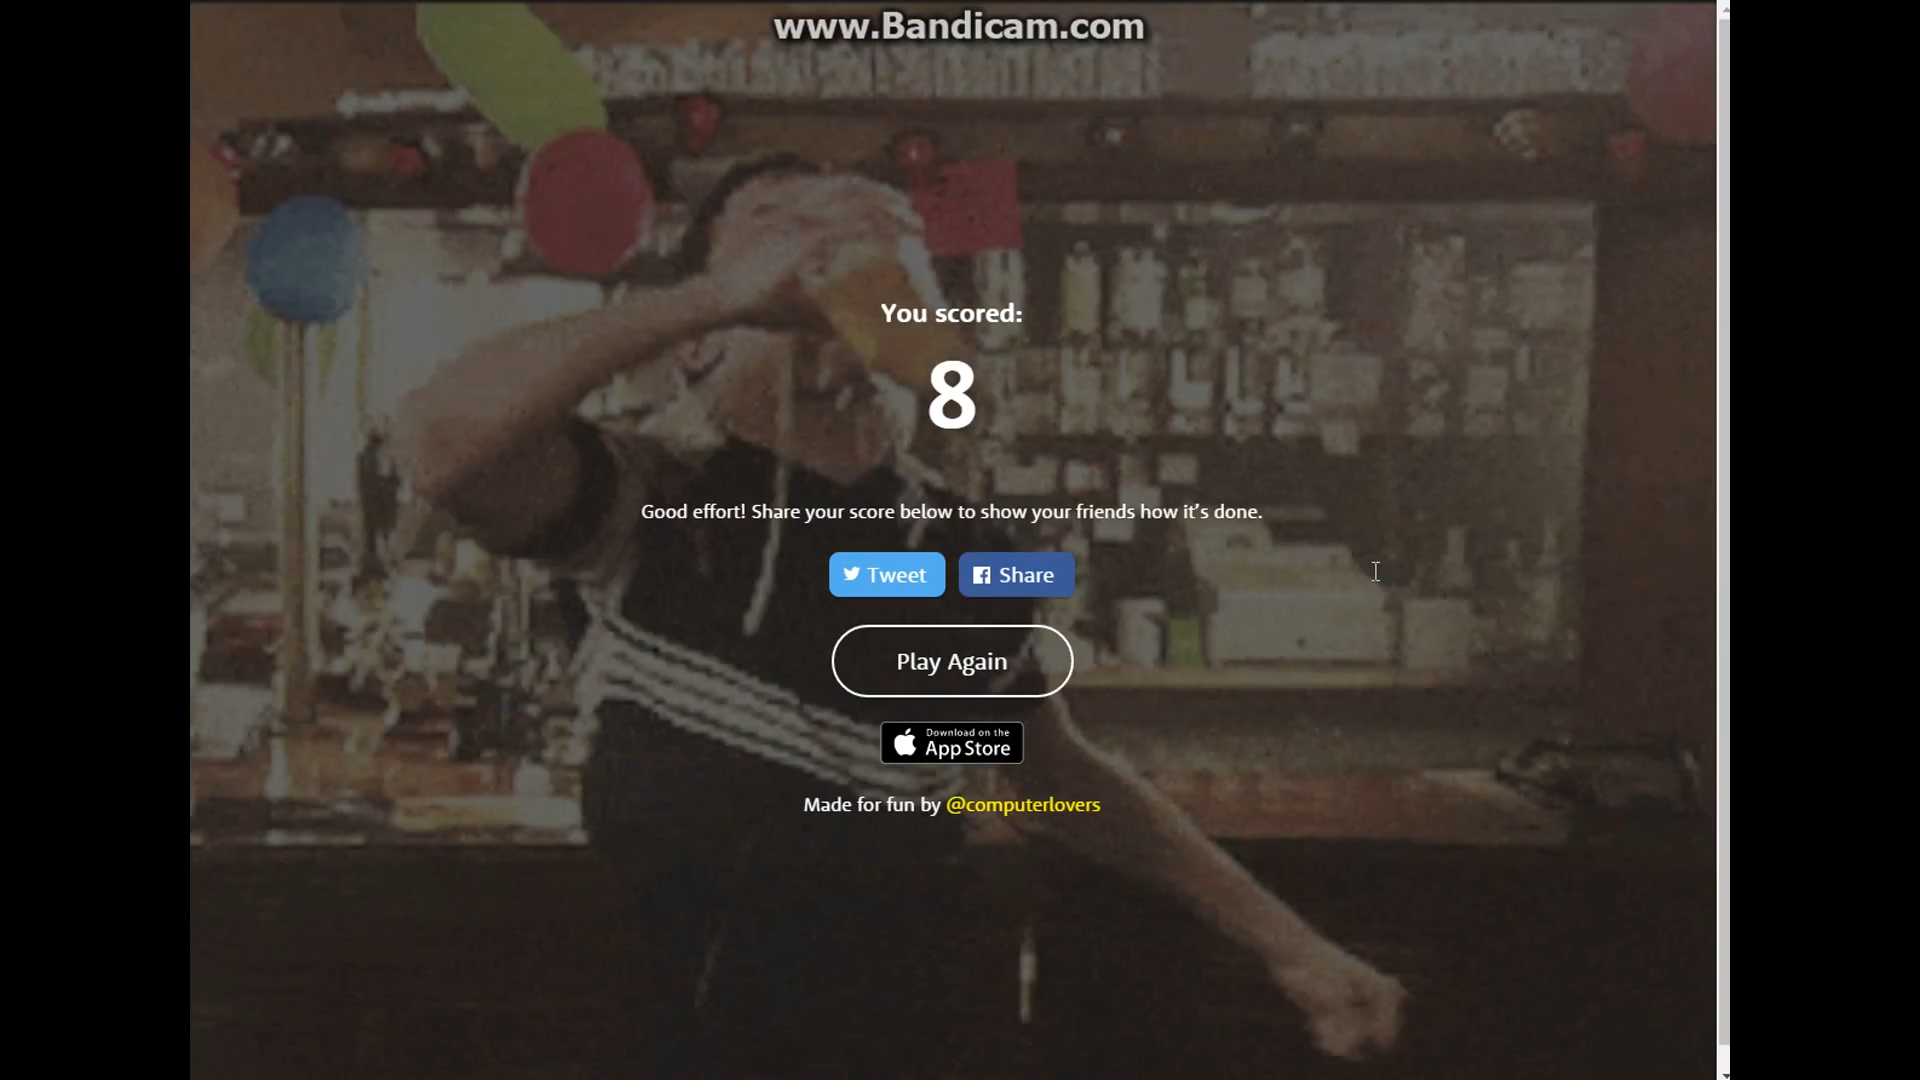 www.Bandicam.com
You scored:
8
Good effort! Share your score below to show your friends how it's done.
Tweet
Share
Play Again
Download on the
App Store
Made for fun by @computerlovers